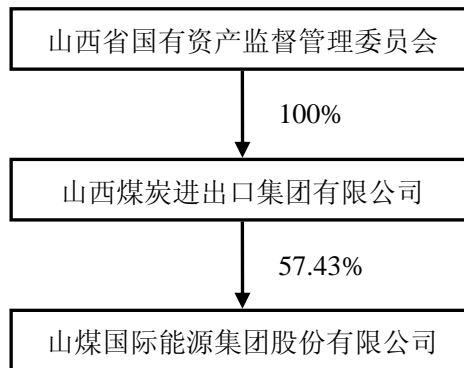 山西省国有资产监督管理委员会
100%
山西煤炭进出口集团有限公司
57.43%
山煤国际能源集团股份有限公司